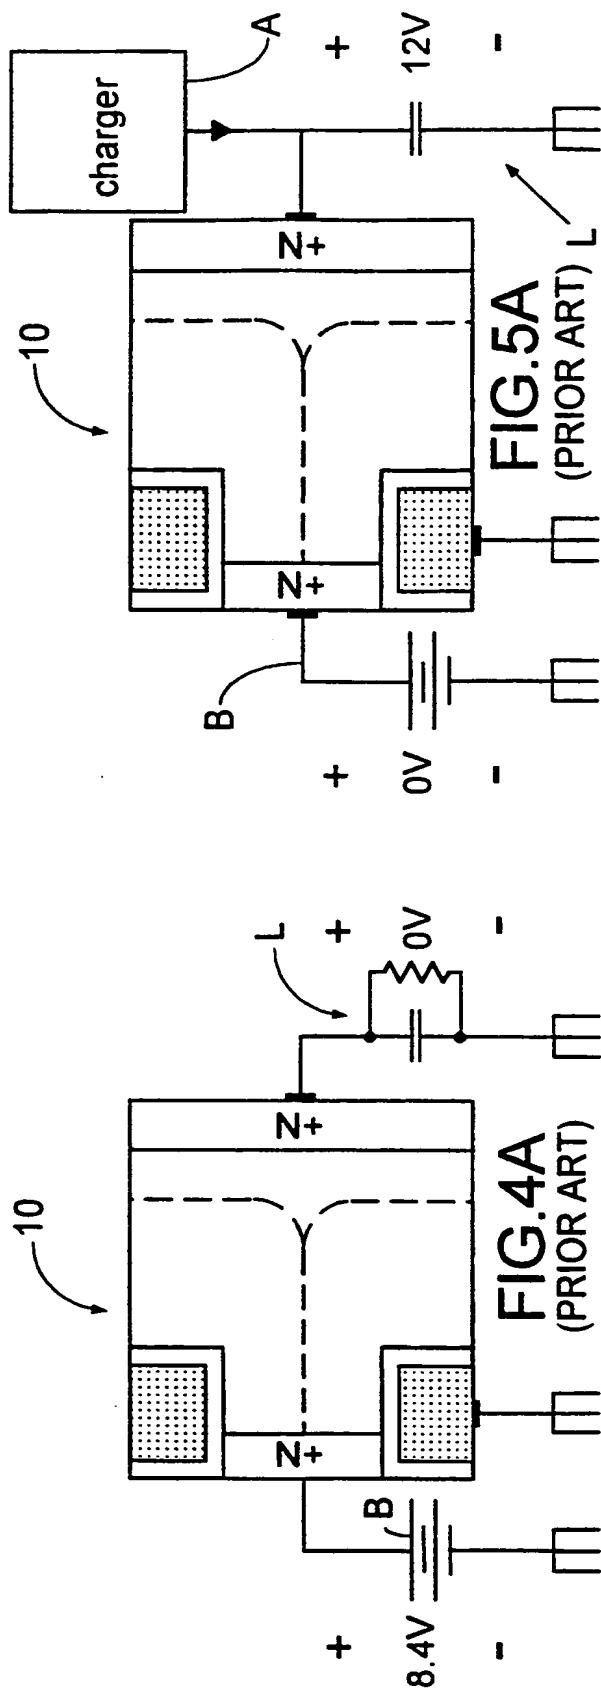 10
N+
N+
B
8.4V
+
-
L
+
0V
-
FIG.4A
(PRIOR ART)
10
charger
A
N+
N+
B
+
0V
-
+
12V
-
L
FIG.5A
(PRIOR ART)